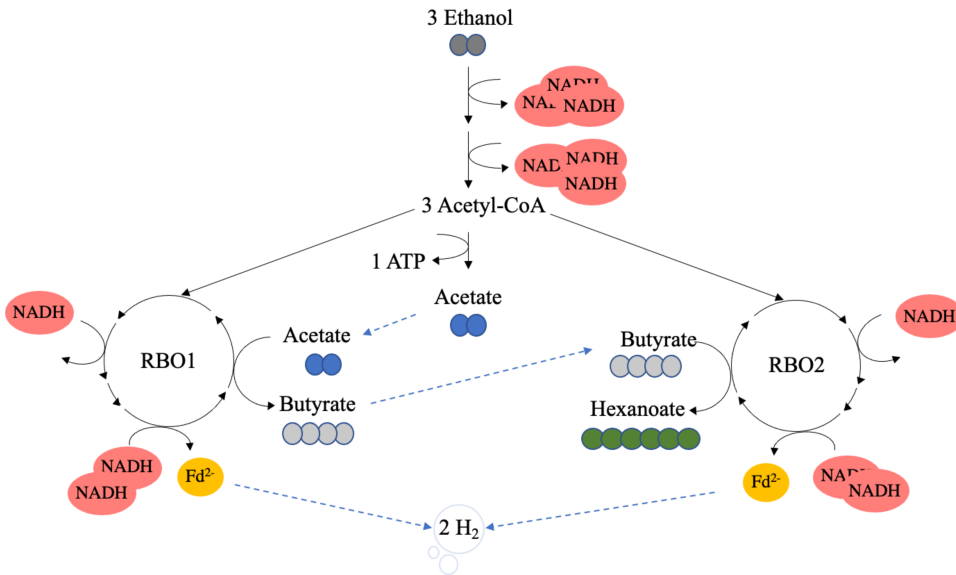 3 Ethanol
NADH
NADH
NADH
NADH
3 Acetyl-CoA
1 ATP
Acetate
NADH
RBO1
Acetate
Butyrate
NADH
NADH
Fd²⁻
Butyrate
Hexanoate
RBO2
NADH
Fd²⁻
NADH
2 H₂